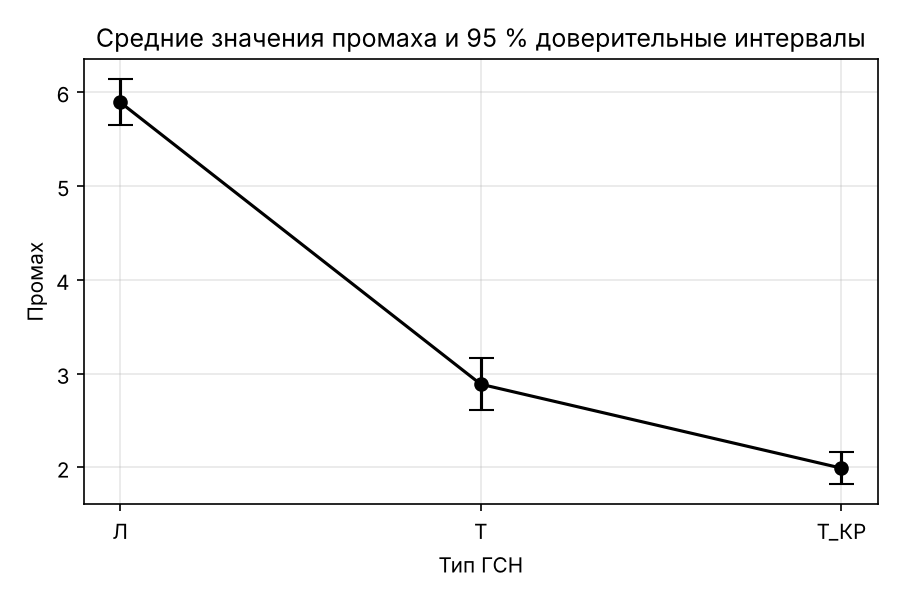 Средние значения промаха и 95 % доверительные интервалы
6
5
4
3
2
Промах
Л
Т
Т_КР
Тип ГСН